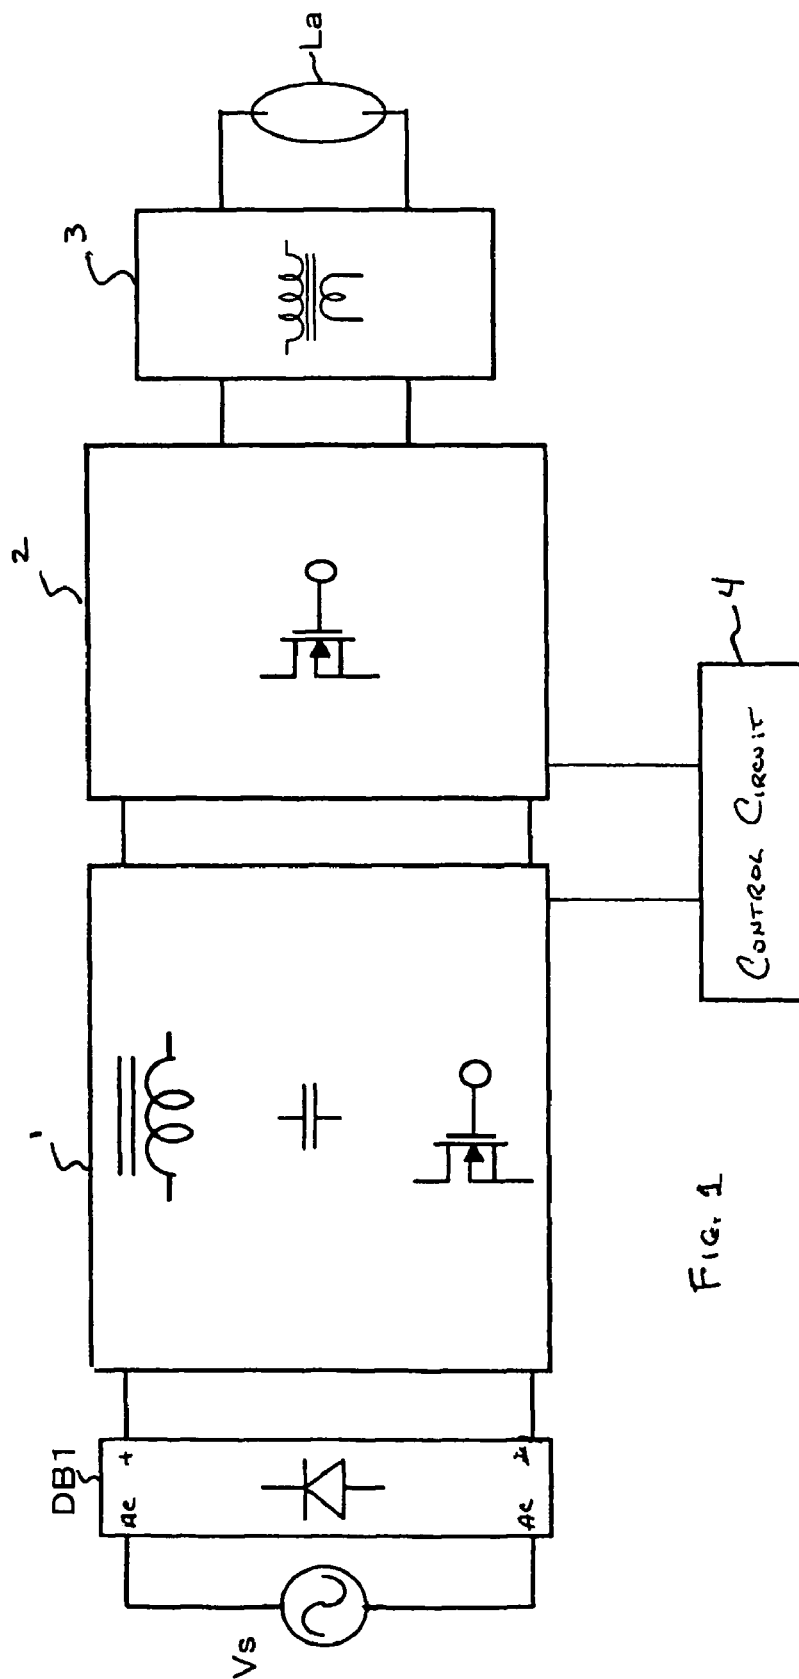 Vs
DB1
AC
+
AC
1
2
3
La
CONTROL CIRCUIT
4
FIG. 1